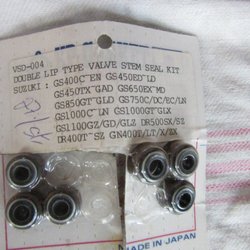 VSD-004
DOUBLE LIP TYPE VALVE STEM SEAL KIT
SUZUKI : GS400C~EN GS450ED~LD
GS450TX~GAD GS650EX~MD
GS850GT~GLD GS750C/DC/EC/LN
GS1000C~LN GS1000GT~GLX
GS1100GZ/GD/GLZ DR500SX/SZ
DR400T~SZ GN400T/LT/X/ZX
MADE IN JAPAN